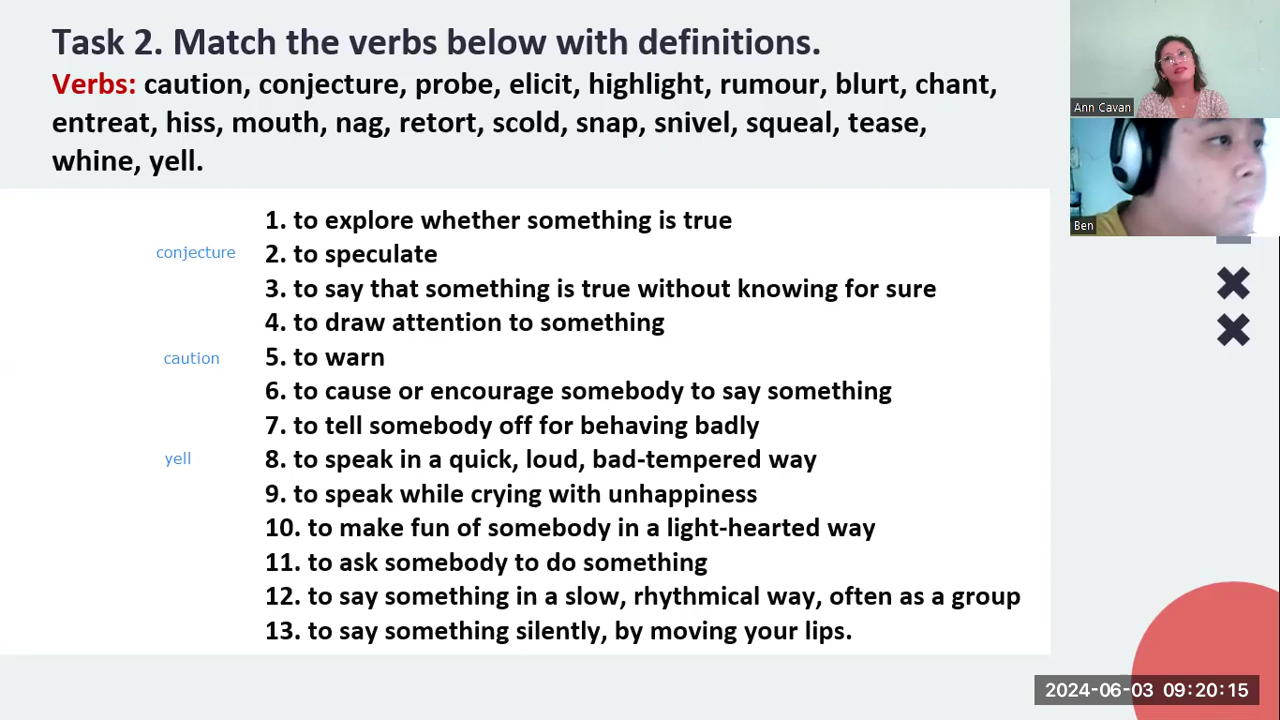 Task 2. Match the verbs below with definitions.
Verbs: caution, conjecture, probe, elicit, highlight, rumour, blurt, chant,
entreat, hiss, mouth, nag, retort, scold, snap, snivel, squeal, tease,
whine, yell.
1. to explore whether something is true
conjecture 2. to speculate
3. to say that something is true without knowing for sure
4. to draw attention to something
caution 5. to warn
6. to cause or encourage somebody to say something
7. to tell somebody off for behaving badly
yell 8. to speak in a quick, loud, bad-tempered way
9. to speak while crying with unhappiness
10. to make fun of somebody in a light-hearted way
11. to ask somebody to do something
12. to say something in a slow, rhythmical way, often as a group
13. to say something silently, by moving your lips.
Ann Cavan
Ben
2024-06-03 09:20:15